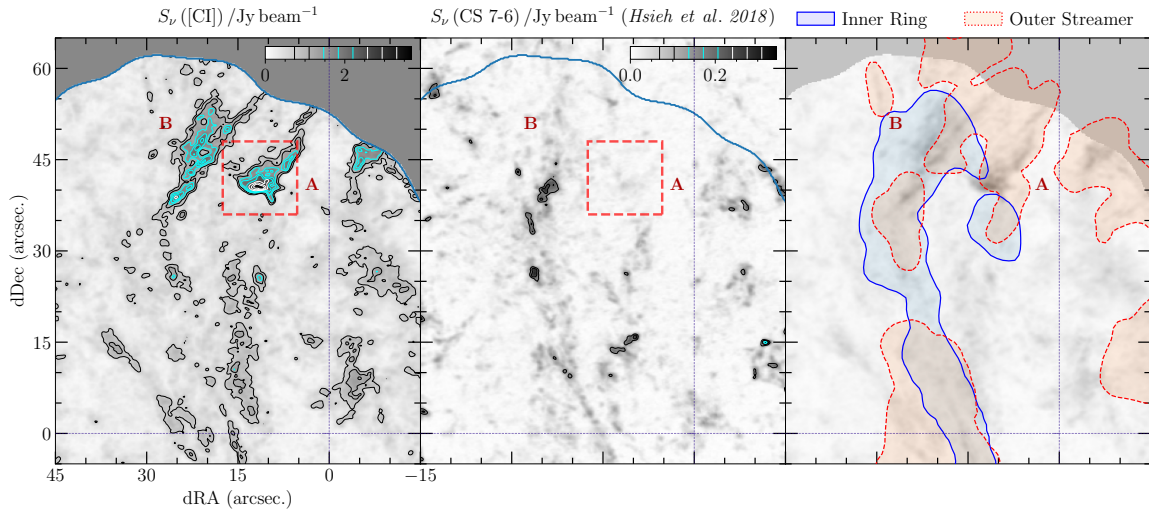 S_ν ([CI]) /Jy beam⁻¹
S_ν (CS 7-6) /Jy beam⁻¹ (Hsieh et al. 2018)
Inner Ring
Outer Streamer
0 2
0.0 0.2
60
45
30
15
0
dDec (arcsec.)
B
A
B
A
B
A
45 30 15 0 −15
dRA (arcsec.)